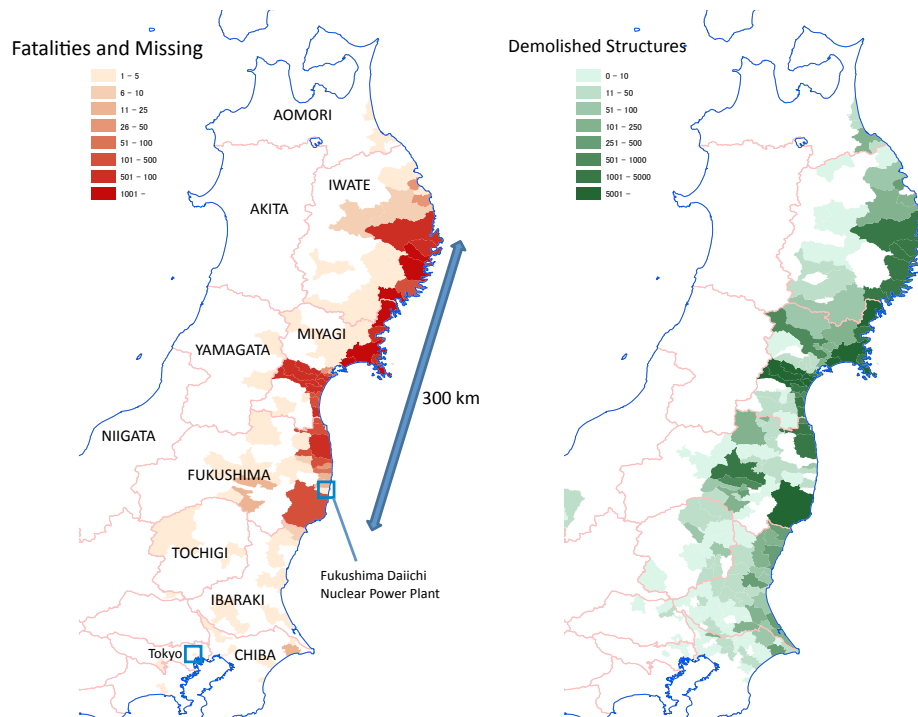 Fatalities and Missing
1 – 5
6 – 10
11 – 25
26 – 50
51 – 100
101 – 500
501 – 100
1001 –
AOMORI
IWATE
AKITA
MIYAGI
YAMAGATA
300 km
NIIGATA
FUKUSHIMA
TOCHIGI
Fukushima Daiichi
Nuclear Power Plant
IBARAKI
Tokyo
CHIBA
Demolished Structures
0 – 10
11 – 50
51 – 100
101 – 250
251 – 500
501 – 1000
1001 – 5000
5001 –